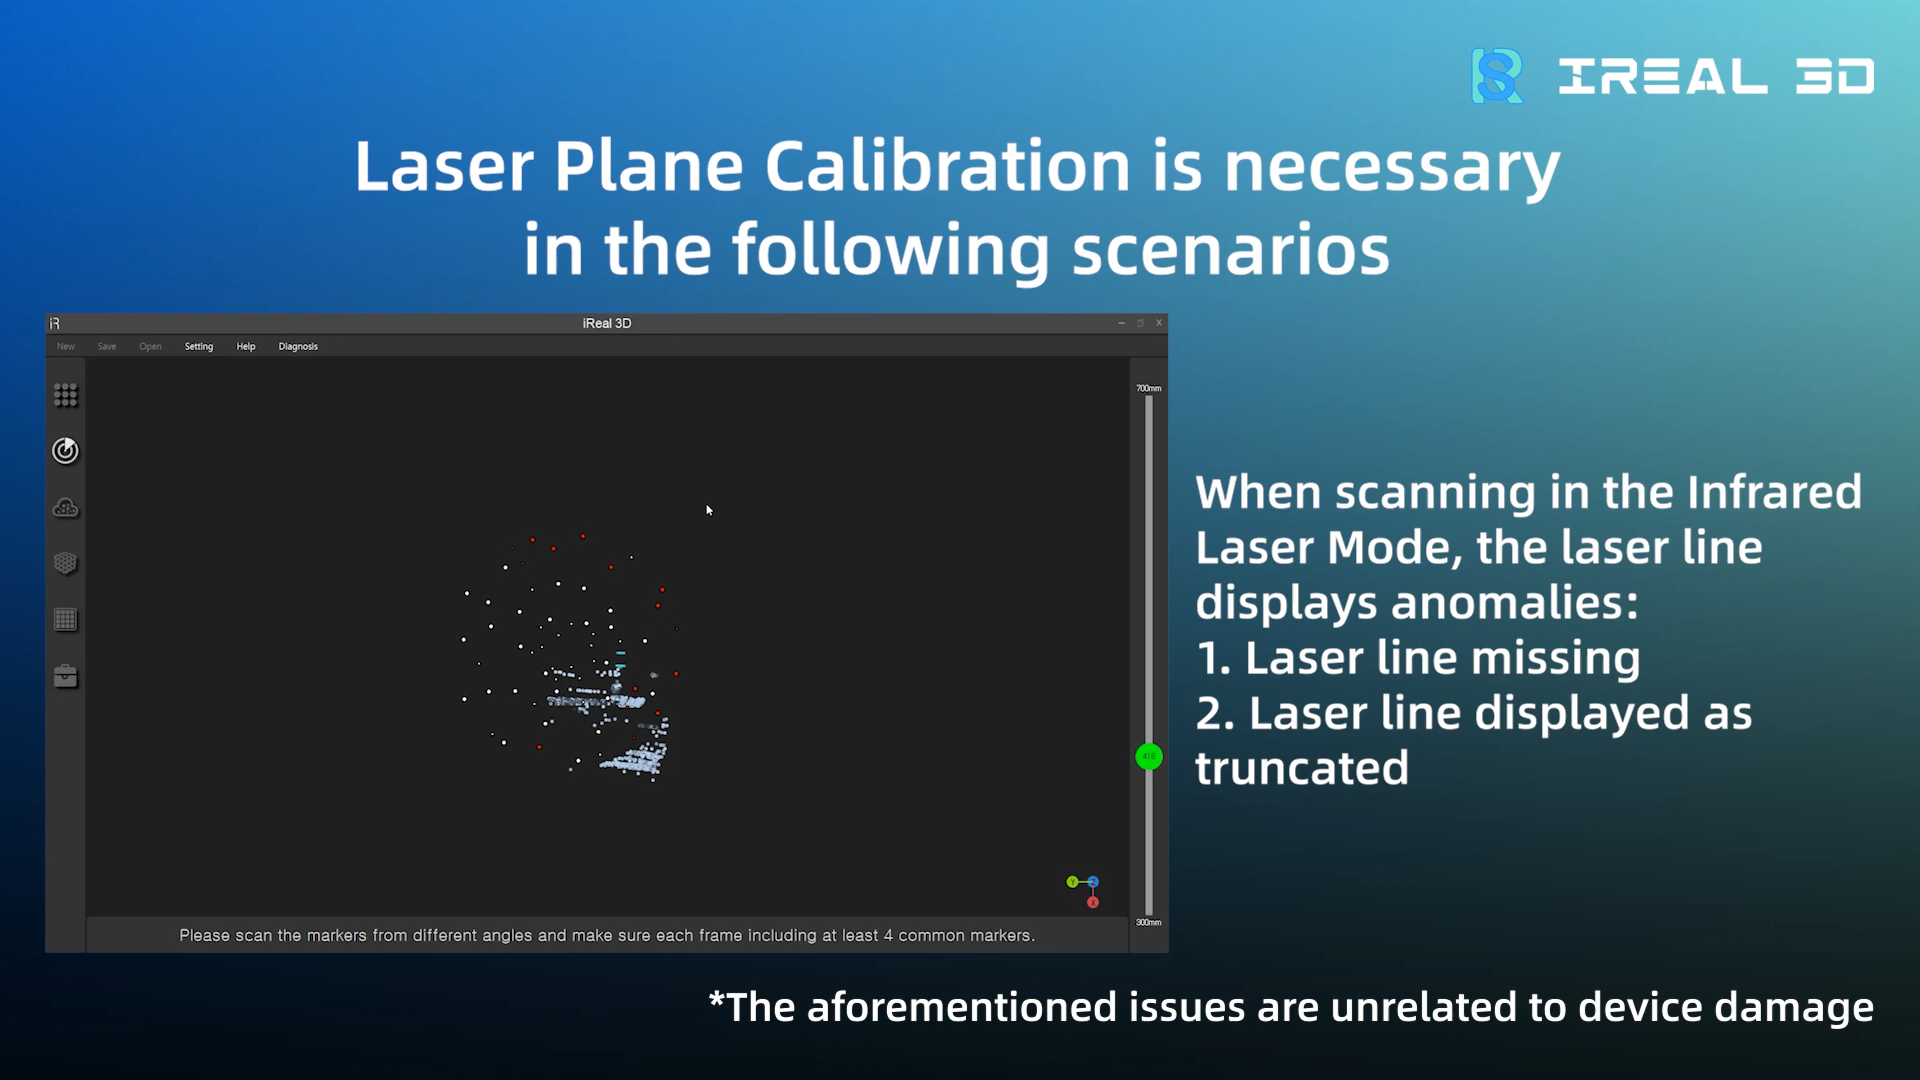 IREAL 3D
Laser Plane Calibration is necessary
in the following scenarios
iReal 3D
New Save Open Setting Help Diagnosis
700mm
418
300mm
Y Z
X
Please scan the markers from different angles and make sure each frame including at least 4 common markers.
When scanning in the Infrared
Laser Mode, the laser line
displays anomalies:
1. Laser line missing
2. Laser line displayed as
truncated
*The aforementioned issues are unrelated to device damage